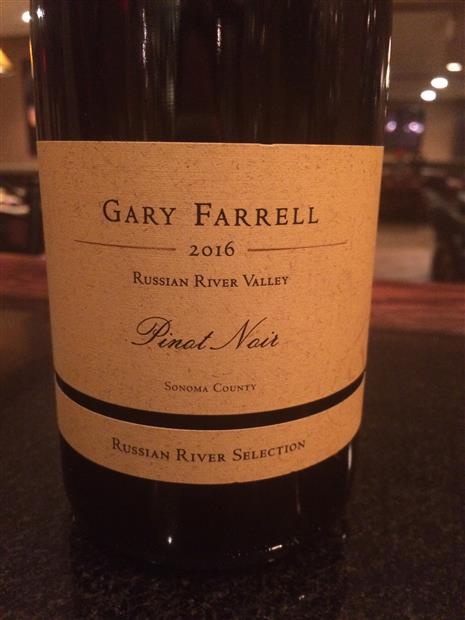 GARY FARRELL
2016
RUSSIAN RIVER VALLEY
Pinot Noir
SONOMA COUNTY
RUSSIAN RIVER SELECTION